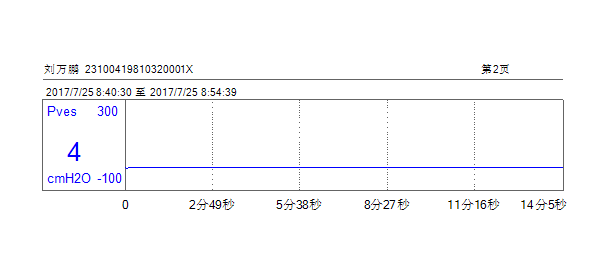 刘万鹏 23100419810320001X 第2页
2017/7/25 8:40:30 至 2017/7/25 8:54:39
Pves 300
4
cmH2O -100
0 2分49秒 5分38秒 8分27秒 11分16秒 14分5秒